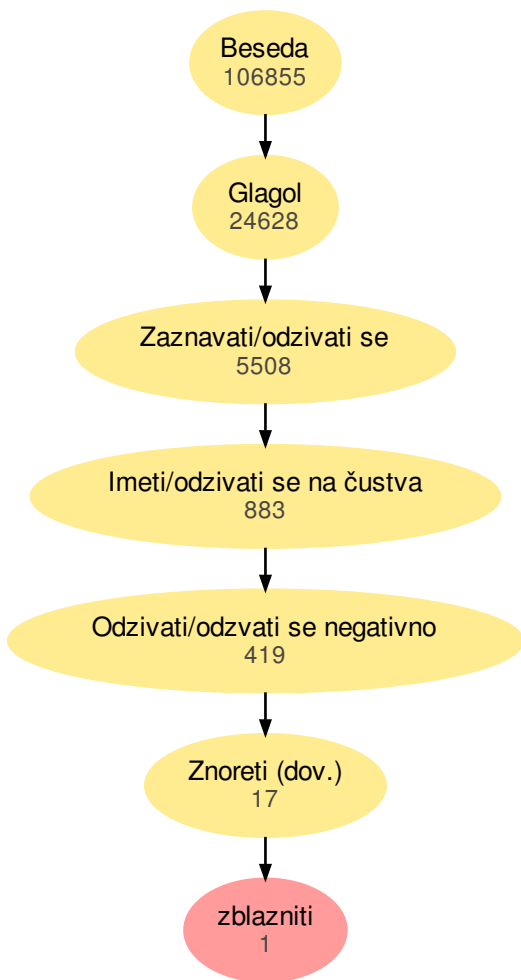 Beseda
106855
Glagol
24628
Zaznavati/odzivati se
5508
Imeti/odzivati se na čustva
883
Odzivati/odzvati se negativno
419
Znoreti (dov.)
17
zblazniti
1